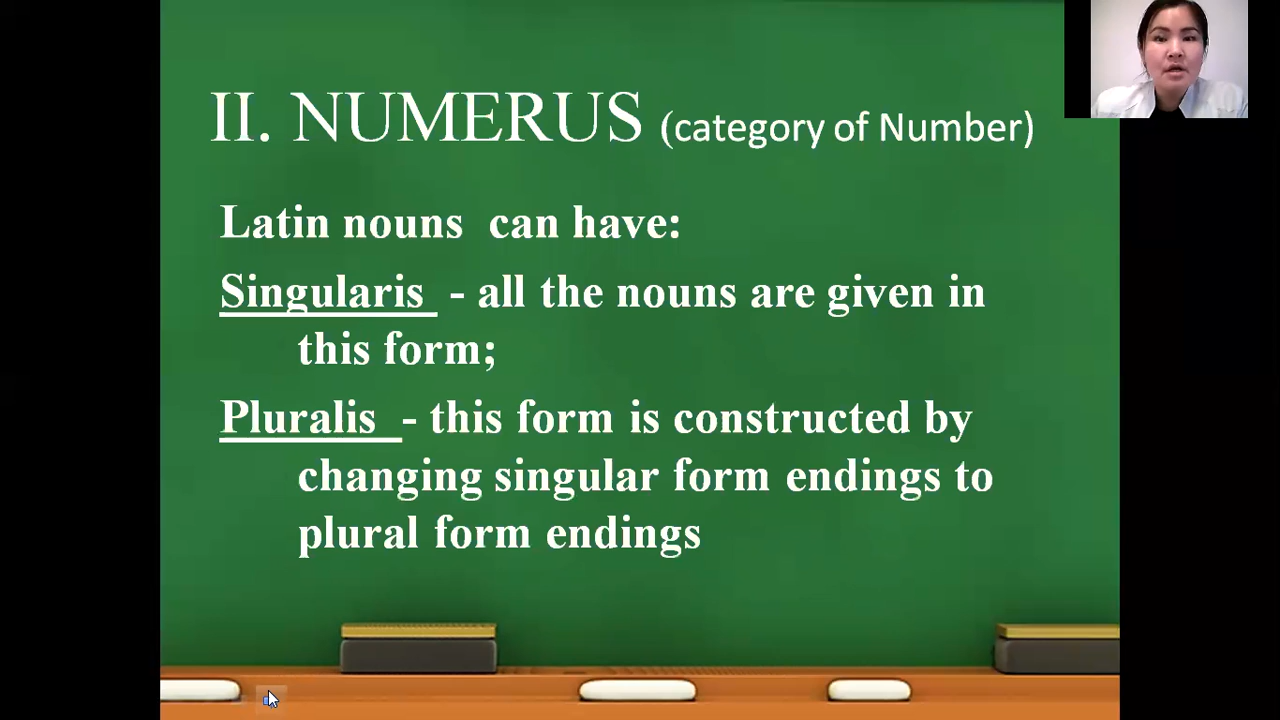 II. NUMERUS (category of Number)
Latin nouns can have:
Singularis - all the nouns are given in
this form;
Pluralis - this form is constructed by
changing singular form endings to
plural form endings